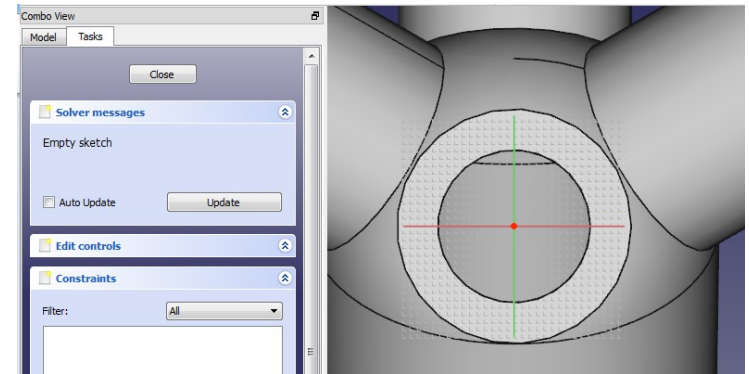 Combo View
Model Tasks
Close
Solver messages
Empty sketch
Auto Update Update
Edit controls
Constraints
Filter: All